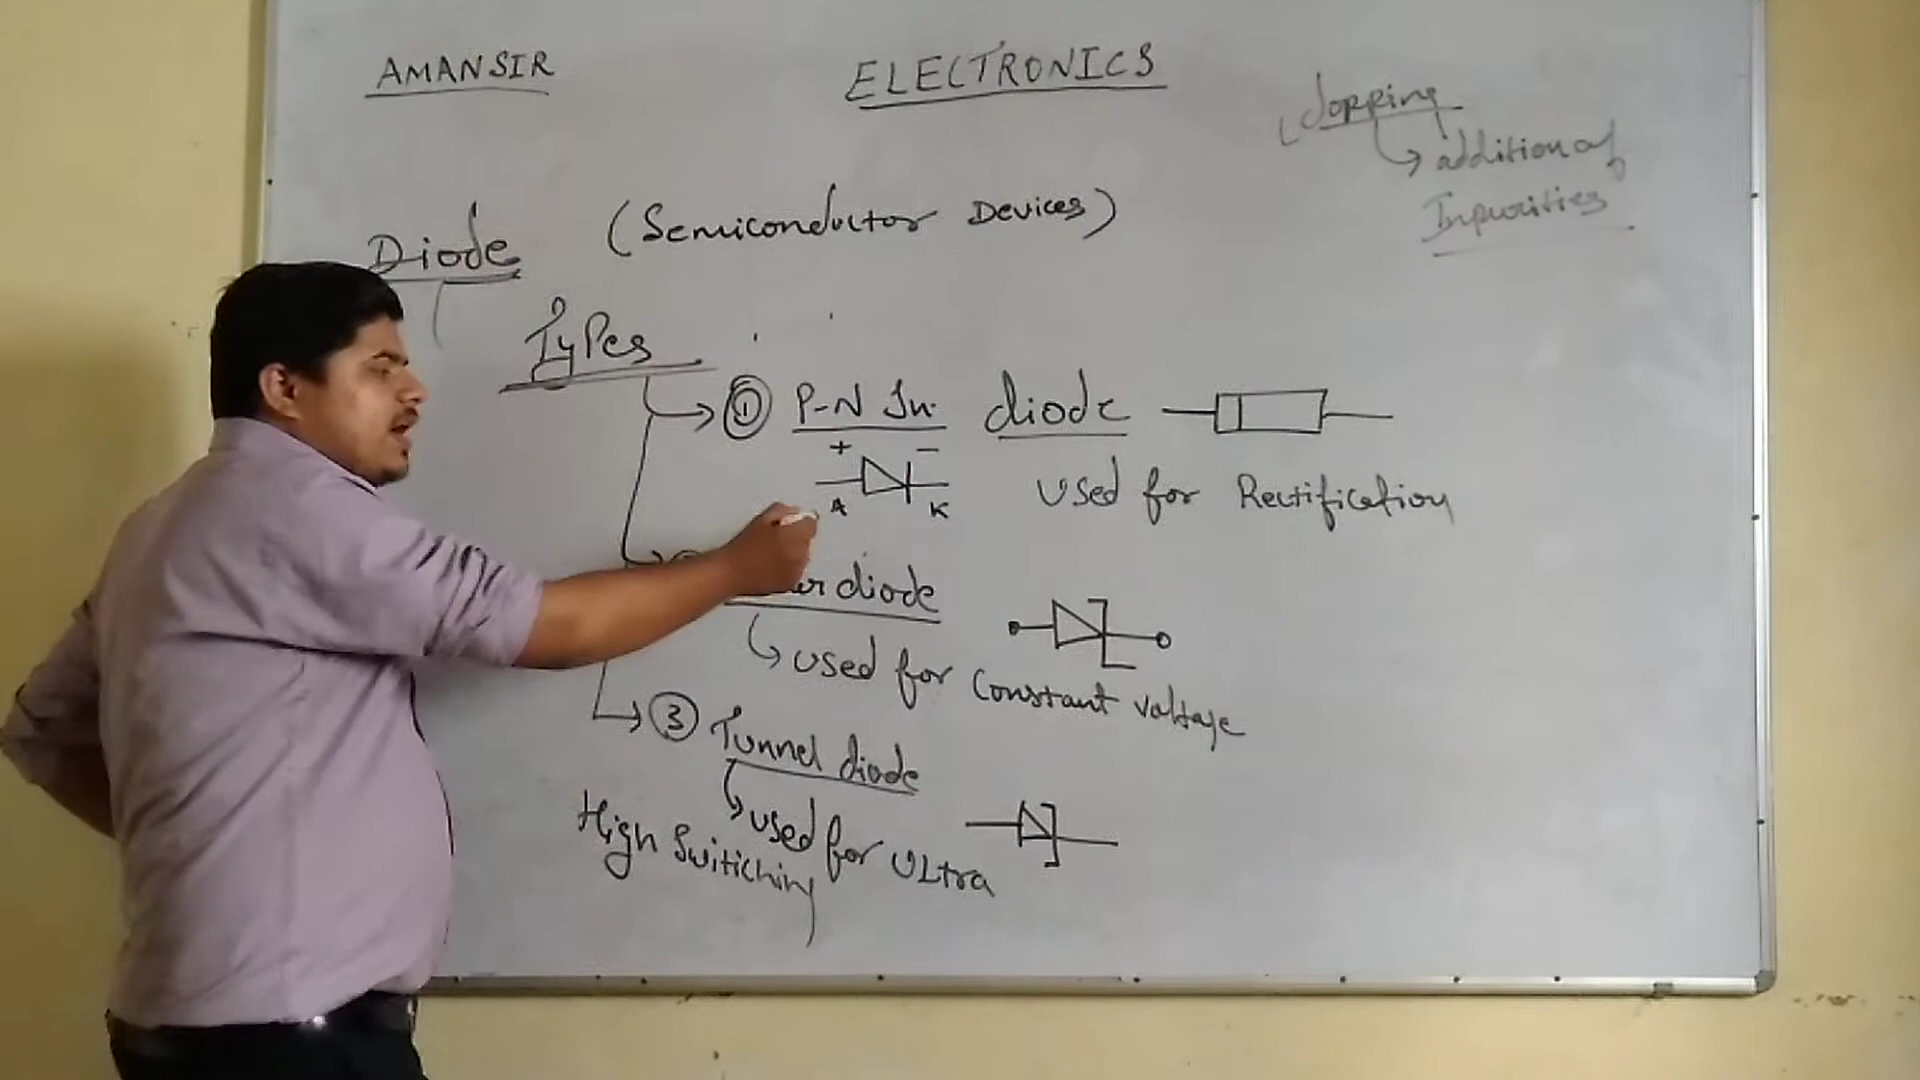 AMANSIR
ELECTRONICS
dopping
addition of
Inpurities
Diode (Semiconductor Devices)
Types
① P-N Jn. diode
+ -
A K
used for Rectification
diode
used for Constant voltage
③ Tunnel diode
used for ULtra
High Switiching